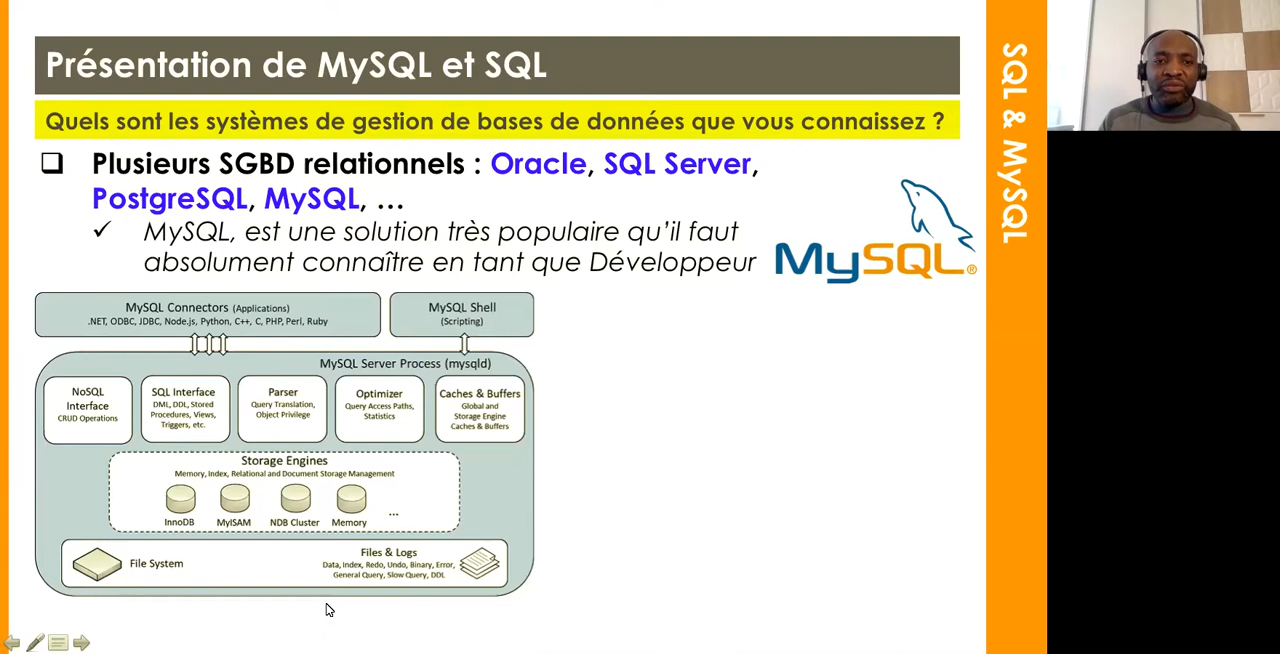 Présentation de MySQL et SQL
Quels sont les systèmes de gestion de bases de données que vous connaissez ?
Plusieurs SGBD relationnels : Oracle, SQL Server,
PostgreSQL, MySQL, …
MySQL, est une solution très populaire qu'il faut
absolument connaître en tant que Développeur
MySQL®
SQL & MySQL
MySQL Connectors (Applications)
.NET, ODBC, JDBC, Node.js, Python, C++, C, PHP, Perl, Ruby
MySQL Shell
(Scripting)
MySQL Server Process (mysqld)
NoSQL
Interface
CRUD Operations
SQL Interface
DML, DDL, Stored
Procedures, Views,
Triggers, etc.
Parser
Query Translation,
Object Privilege
Optimizer
Query Access Paths,
Statistics
Caches & Buffers
Global and
Storage Engine
Caches & Buffers
Storage Engines
Memory, Index, Relational and Document Storage Management
InnoDB
MyISAM
NDB Cluster
Memory
...
File System
Files & Logs
Data, Index, Redo, Undo, Binary, Error,
General Query, Slow Query, DDL